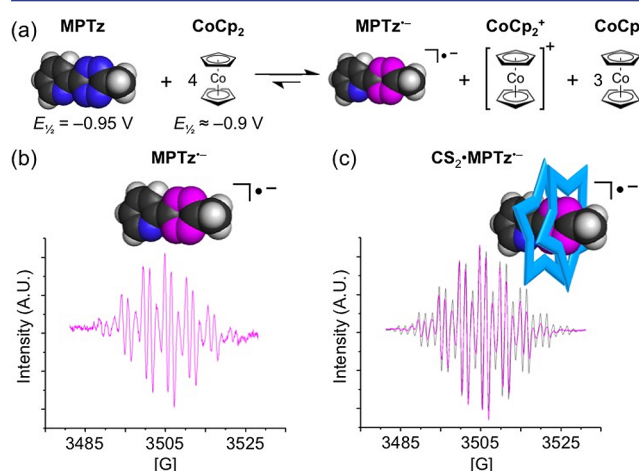 (a) MPTz CoCp2 MPTz•− CoCp2+ CoCp
+ 4 Co ]•− + [Co]+ + 3 Co
E½ = –0.95 V E½ ≈ –0.9 V
(b) MPTz•− (c) CS2•MPTz•−
]•− ]•−
Intensity (A.U.) Intensity (A.U.)
3485 3505 3525 3485 3505 3525
[G] [G]